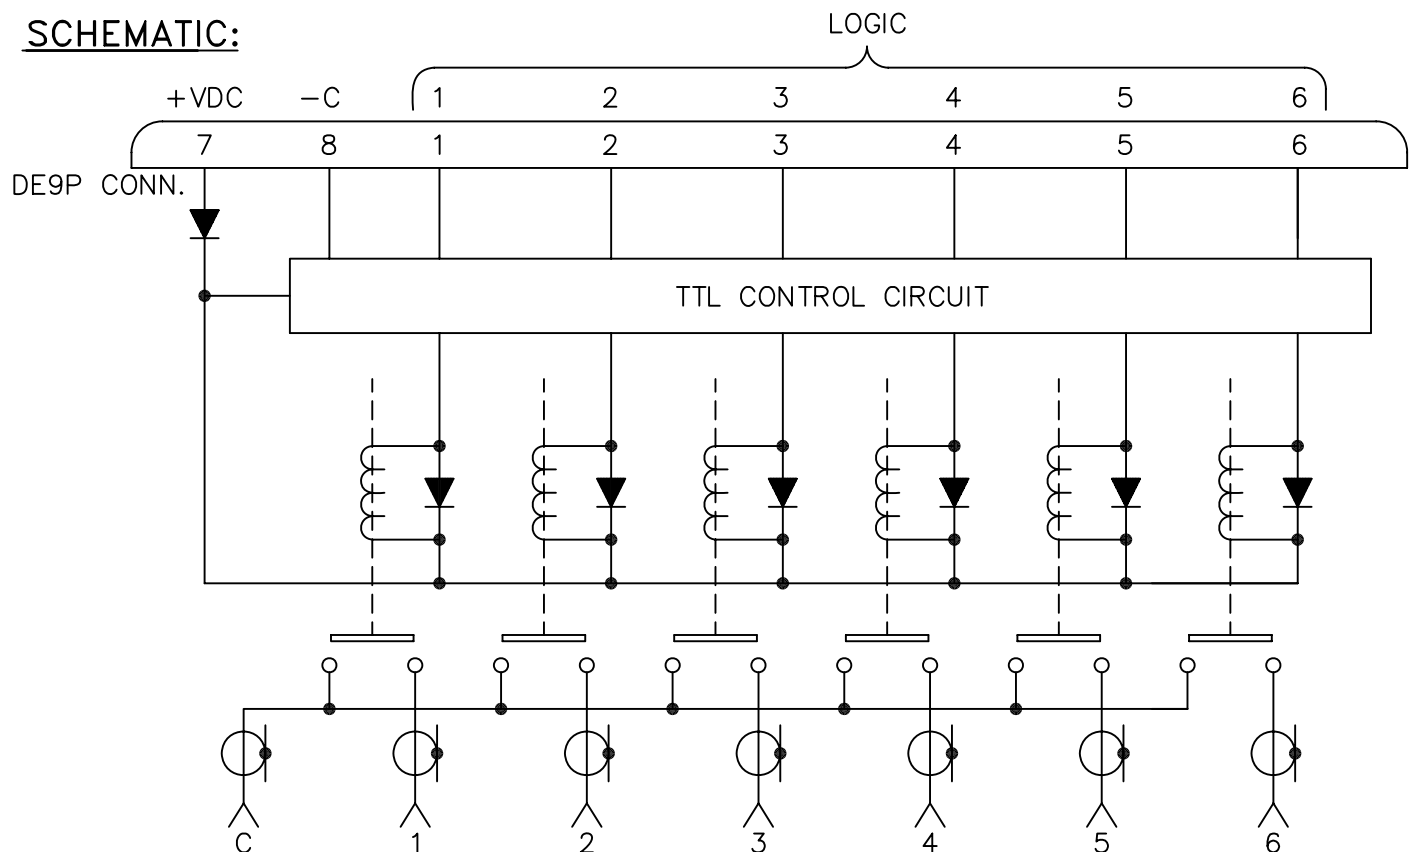 SCHEMATIC:
LOGIC
+VDC -C 1 2 3 4 5 6
7 8 1 2 3 4 5 6
DE9P CONN.
TTL CONTROL CIRCUIT
C 1 2 3 4 5 6